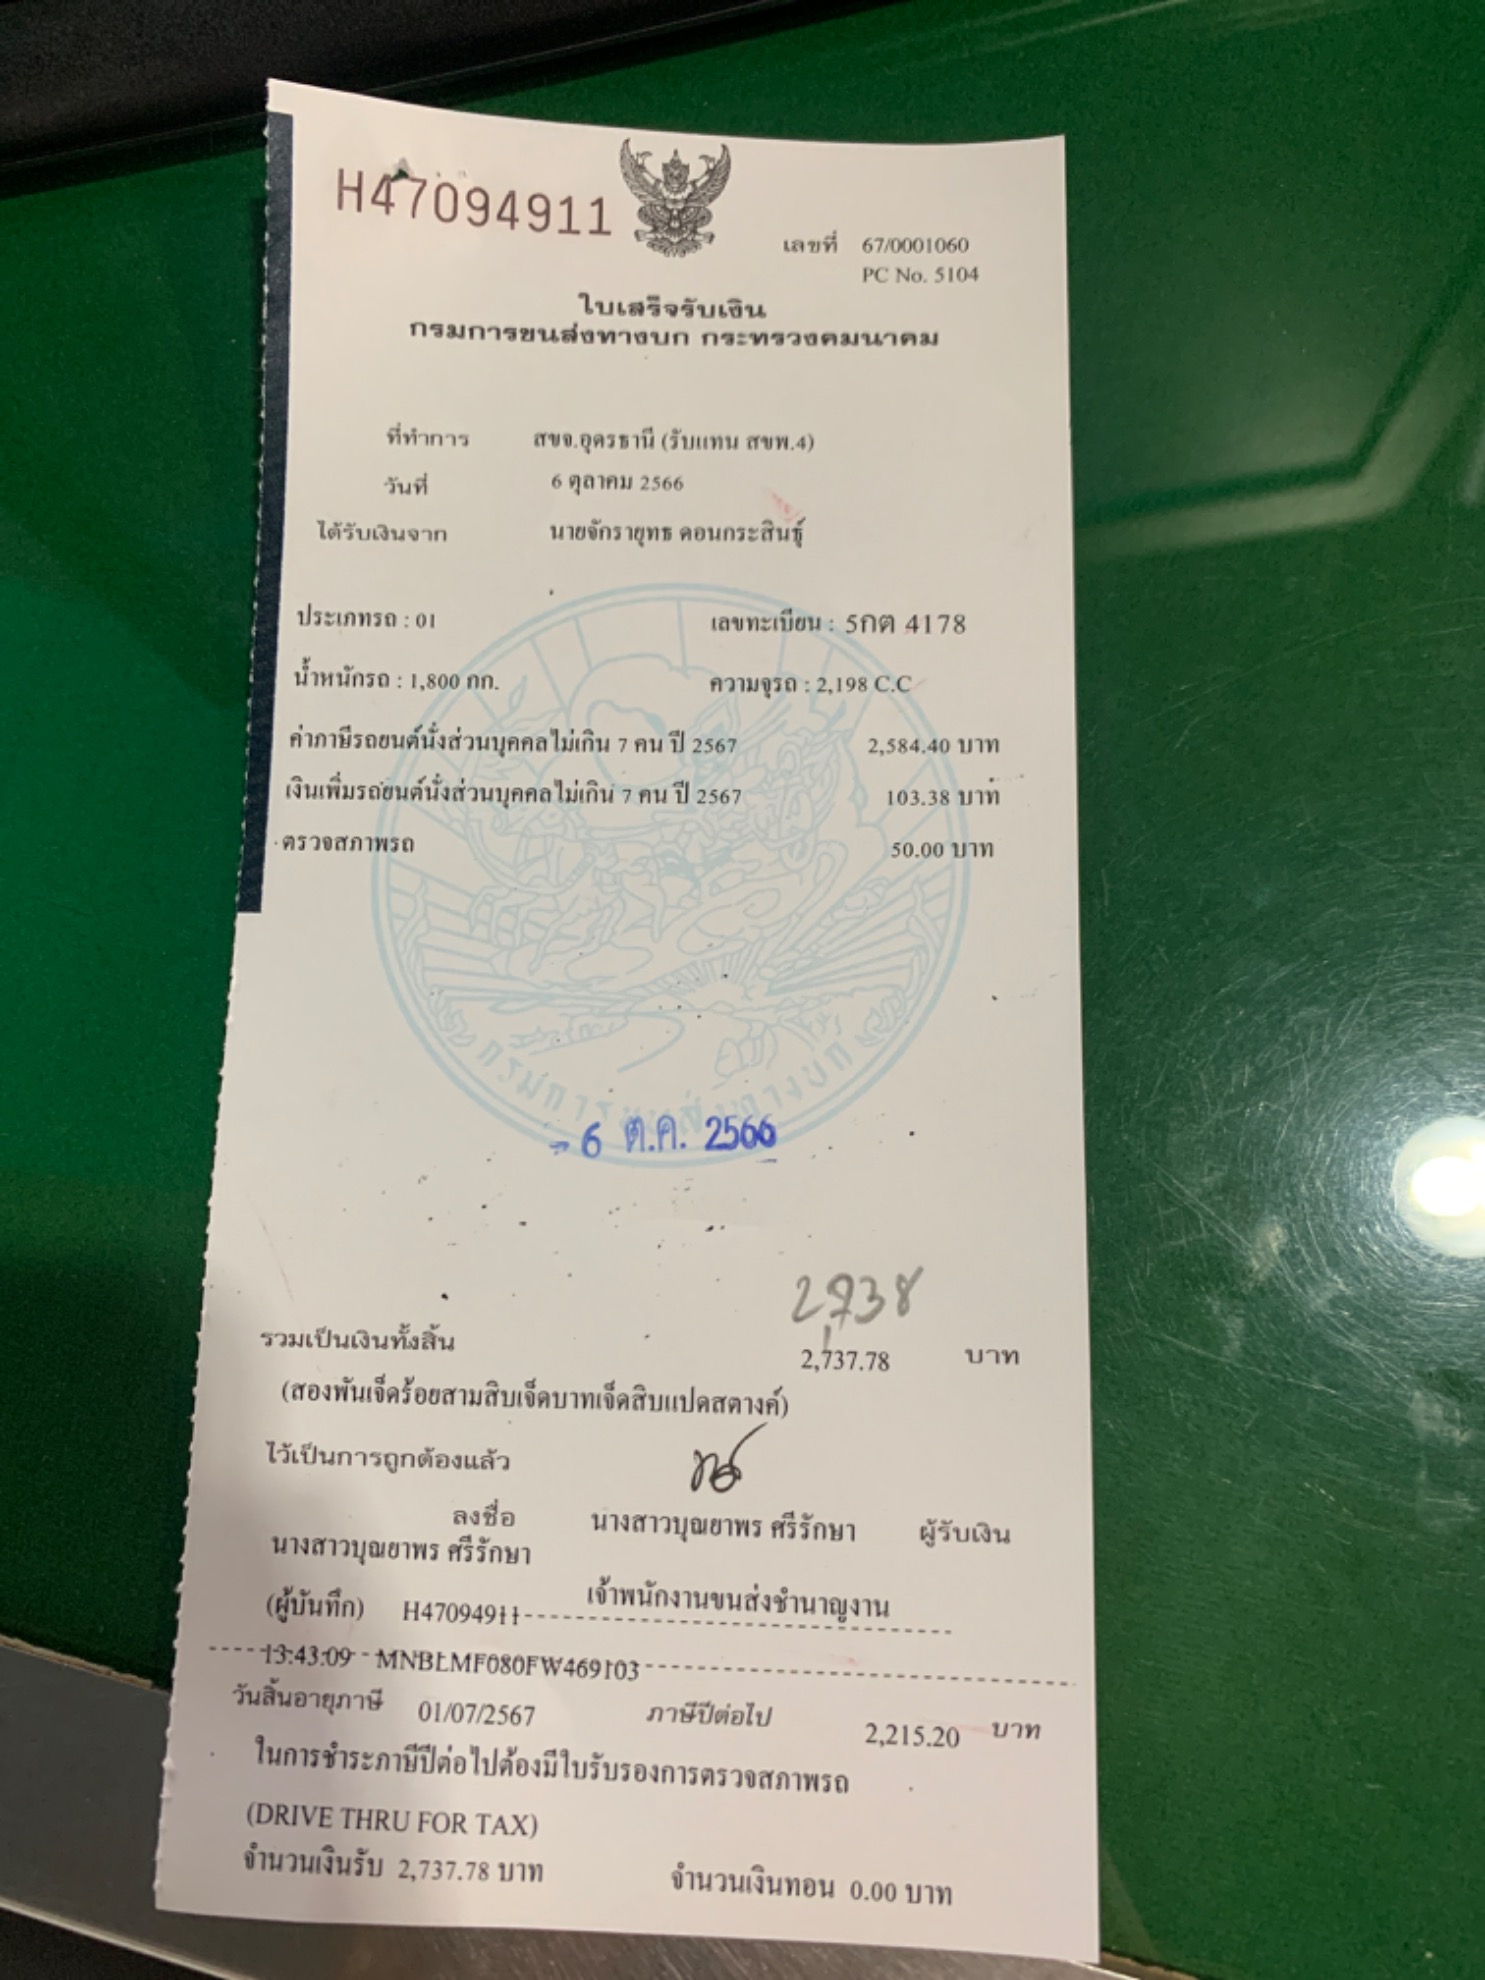 H47094911
เลขที่ 67/0001060
PC No. 5104
ใบเสร็จรับเงิน
กรมการขนส่งทางบก กระทรวงคมนาคม
ที่ทำการ สขจ.อุดรธานี (รับแทน สขพ.4)
วันที่ 6 ตุลาคม 2566
ได้รับเงินจาก นายจักรายุทธ ดอนกระสินธุ์
ประเภทรถ : 01 เลขทะเบียน : 5กต 4178
น้ำหนักรถ : 1,800 กก. ความจุรถ : 2,198 C.C
ค่าภาษีรถยนต์นั่งส่วนบุคคลไม่เกิน 7 คน ปี 2567 2,584.40 บาท
เงินเพิ่มรถยนต์นั่งส่วนบุคคลไม่เกิน 7 คน ปี 2567 103.38 บาท
ตรวจสภาพรถ 50.00 บาท
กรมการขนส่งทางบก
- 6 ต.ค. 2566
2,738
รวมเป็นเงินทั้งสิ้น 2,737.78 บาท
(สองพันเจ็ดร้อยสามสิบเจ็ดบาทเจ็ดสิบแปดสตางค์)
ไว้เป็นการถูกต้องแล้ว
ลงชื่อ นางสาวบุณยาพร ศรีรักษา ผู้รับเงิน
นางสาวบุณยาพร ศรีรักษา
(ผู้บันทึก) H47094911 เจ้าพนักงานขนส่งชำนาญงาน
13:43:09 MNBLMF080FW469103
วันสิ้นอายุภาษี 01/07/2567 ภาษีปีต่อไป 2,215.20 บาท
ในการชำระภาษีปีต่อไปต้องมีใบรับรองการตรวจสภาพรถ
(DRIVE THRU FOR TAX)
จำนวนเงินรับ 2,737.78 บาท จำนวนเงินทอน 0.00 บาท